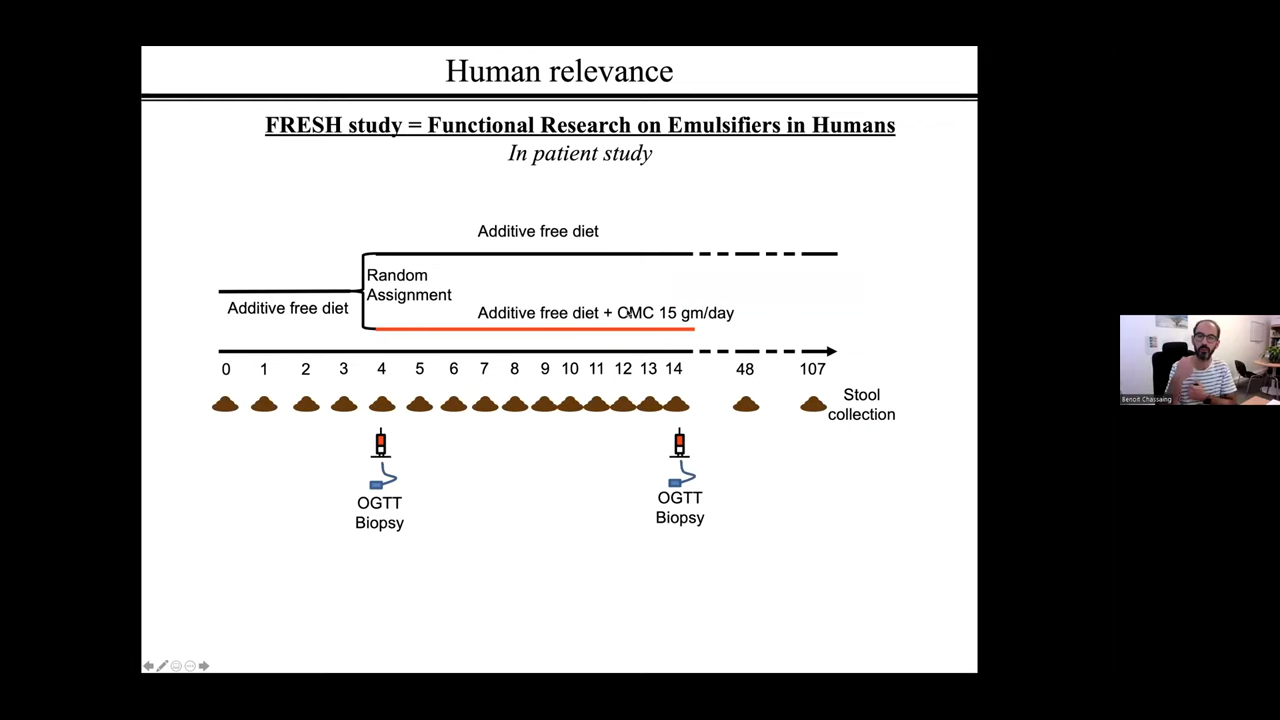 Human relevance
FRESH study = Functional Research on Emulsifiers in Humans
In patient study
Additive free diet
Random
Assignment
Additive free diet
Additive free diet + CMC 15 gm/day
0 1 2 3 4 5 6 7 8 9 10 11 12 13 14 48 107
Stool
collection
OGTT
Biopsy
OGTT
Biopsy
Benoit Chassaing